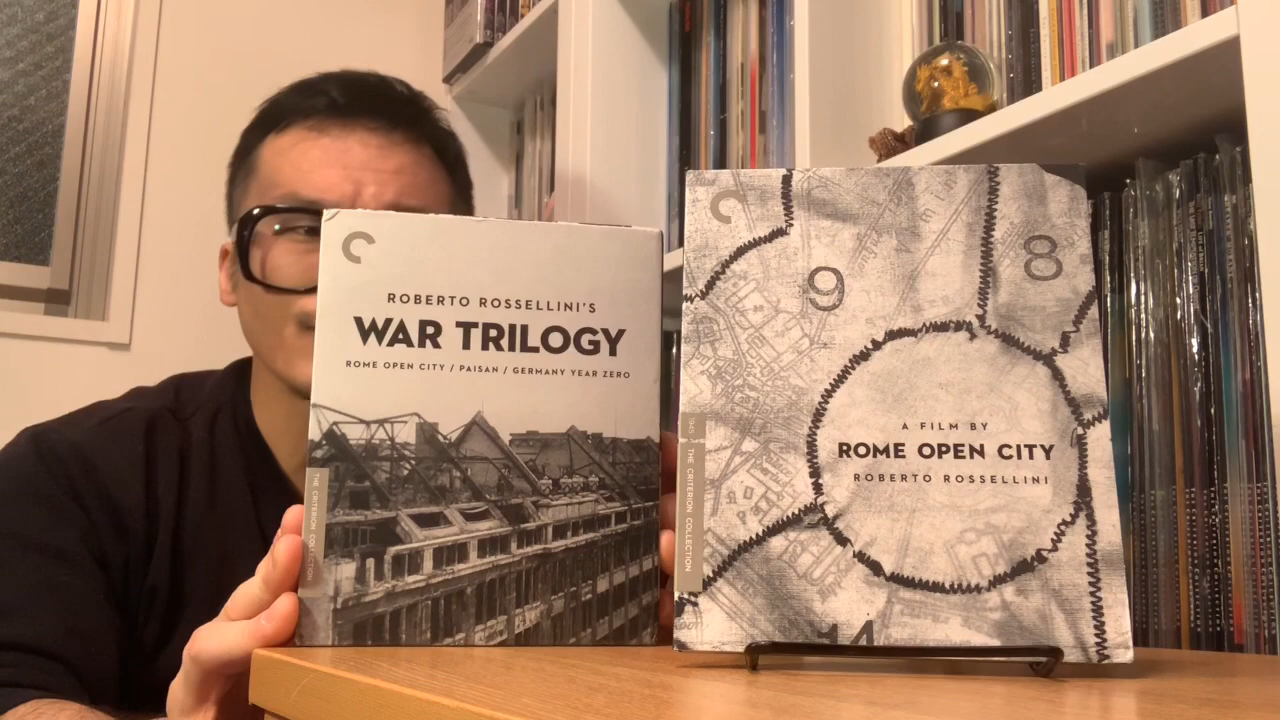 ROBERTO ROSSELLINI'S
WAR TRILOGY
ROME OPEN CITY / PAISAN / GERMANY YEAR ZERO
THE CRITERION COLLECTION
9
8
A FILM BY
ROME OPEN CITY
ROBERTO ROSSELLINI
1945
THE CRITERION COLLECTION
14